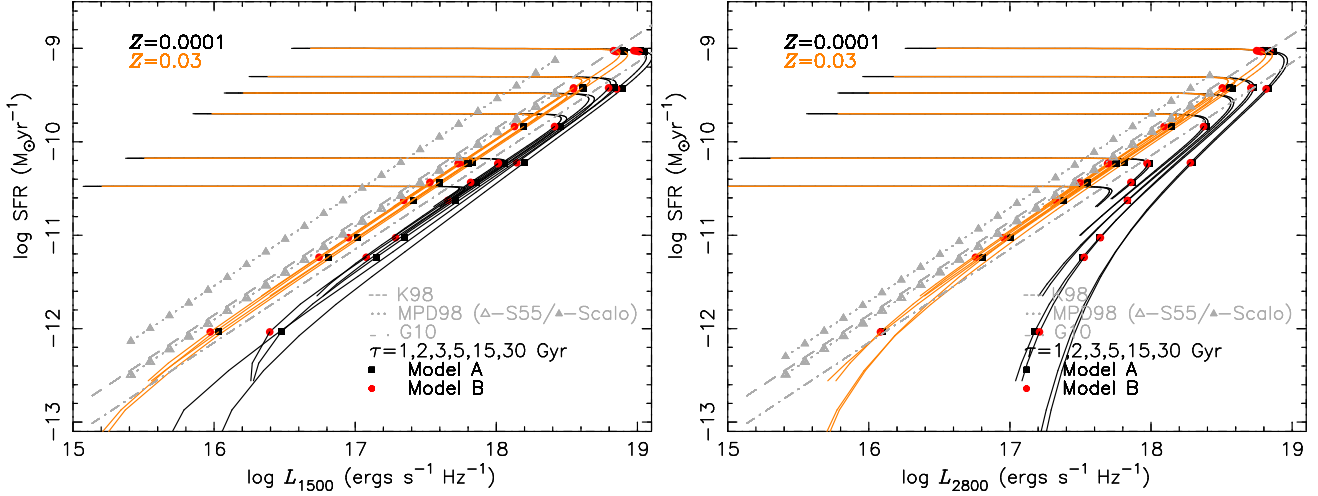 Z=0.0001
Z=0.03
K98
MPD98 (△–S55/▲–Scalo)
G10
τ=1,2,3,5,15,30 Gyr
Model A
Model B
log SFR (M⊙yr⁻¹)
-9
-10
-11
-12
-13
15 16 17 18 19
log L₁₅₀₀ (ergs s⁻¹ Hz⁻¹)
Z=0.0001
Z=0.03
K98
MPD98 (△–S55/▲–Scalo)
G10
τ=1,2,3,5,15,30 Gyr
Model A
Model B
log SFR (M⊙yr⁻¹)
-9
-10
-11
-12
-13
15 16 17 18 19
log L₂₈₀₀ (ergs s⁻¹ Hz⁻¹)